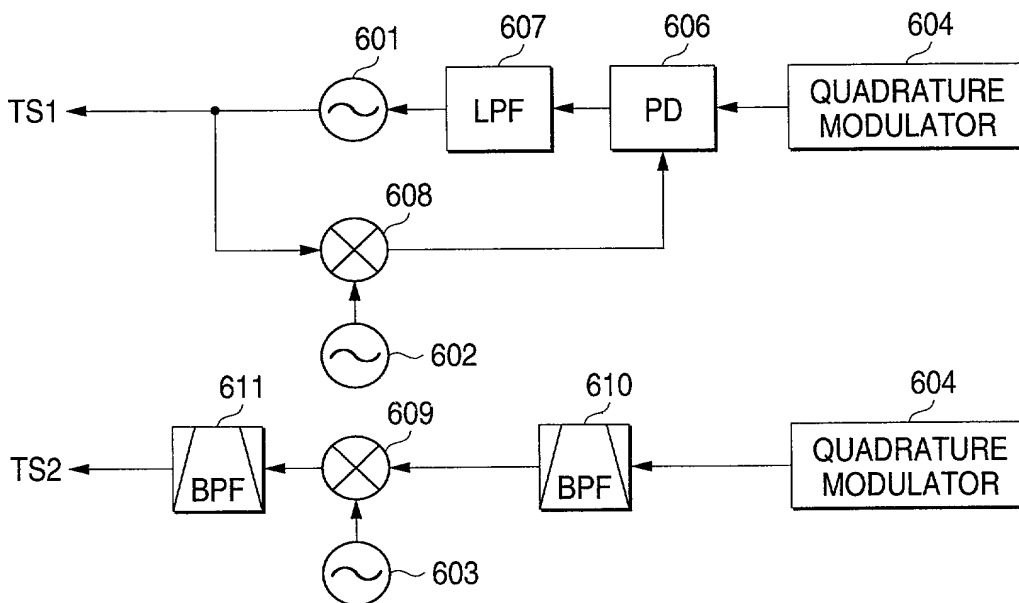 601
607
606
604
TS1
LPF
PD
QUADRATURE
MODULATOR
608
602
611
609
610
604
TS2
BPF
BPF
QUADRATURE
MODULATOR
603